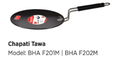 Chapati Tawa
Model: BHA F201M | BHA F202M